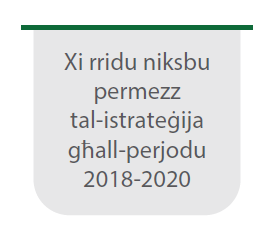 Xi rridu niksbu
permezz
tal-istrateġija
għall-perjodu
2018-2020